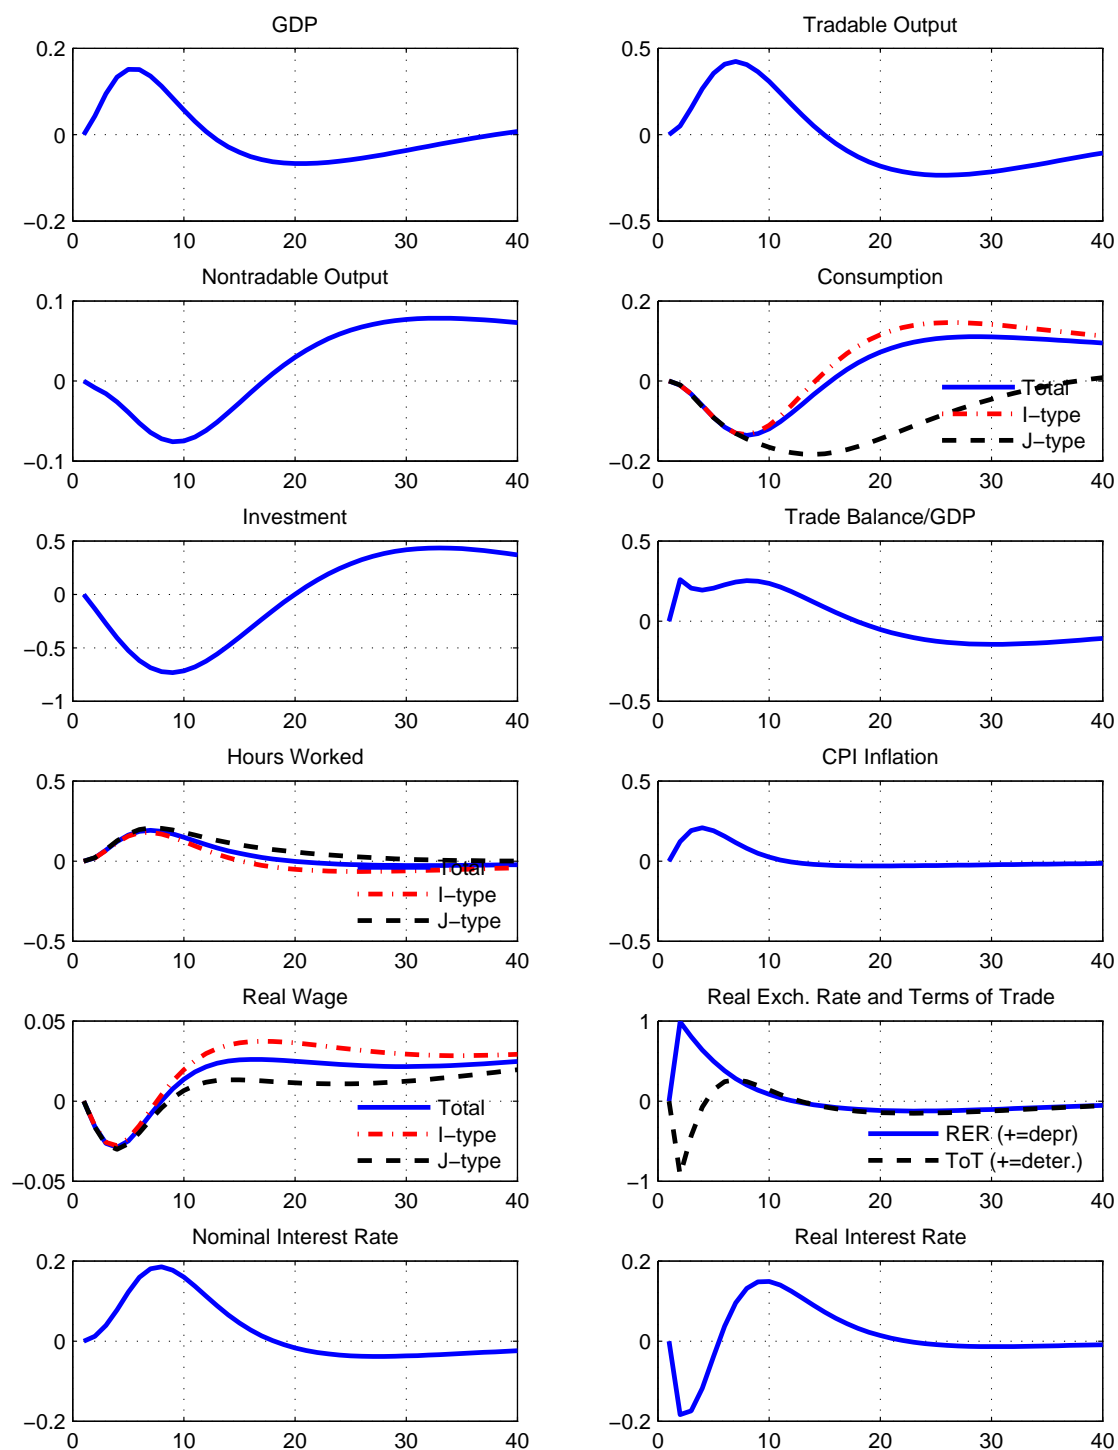 GDP
0.2
0
−0.2
0 10 20 30 40
Tradable Output
0.5
0
−0.5
0 10 20 30 40
Nontradable Output
0.1
0
−0.1
0 10 20 30 40
Consumption
0.2
0
−0.2
0 10 20 30 40
Total
I−type
J−type
Investment
0.5
0
−0.5
−1
0 10 20 30 40
Trade Balance/GDP
0.5
0
−0.5
0 10 20 30 40
Hours Worked
0.5
0
−0.5
0 10 20 30 40
Total
I−type
J−type
CPI Inflation
0.5
0
−0.5
0 10 20 30 40
Real Wage
0.05
0
−0.05
0 10 20 30 40
Total
I−type
J−type
Real Exch. Rate and Terms of Trade
1
0
−1
0 10 20 30 40
RER (+=depr)
ToT (+=deter.)
Nominal Interest Rate
0.2
0
−0.2
0 10 20 30 40
Real Interest Rate
0.2
0
−0.2
0 10 20 30 40